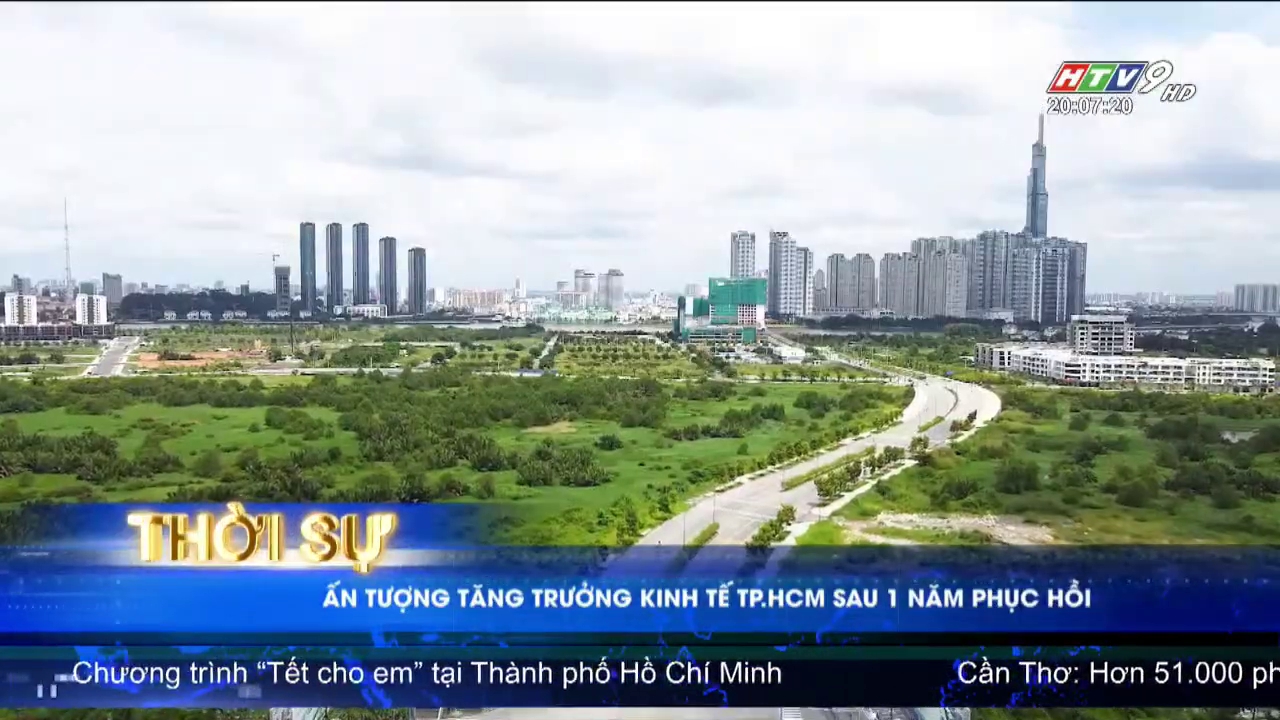 HTV9 HD
20:07:20
THỜI SỰ
ẤN TƯỢNG TĂNG TRƯỞNG KINH TẾ TP.HCM SAU 1 NĂM PHỤC HỒI
Chương trình “Tết cho em” tại Thành phố Hồ Chí Minh Cần Thơ: Hơn 51.000 ph